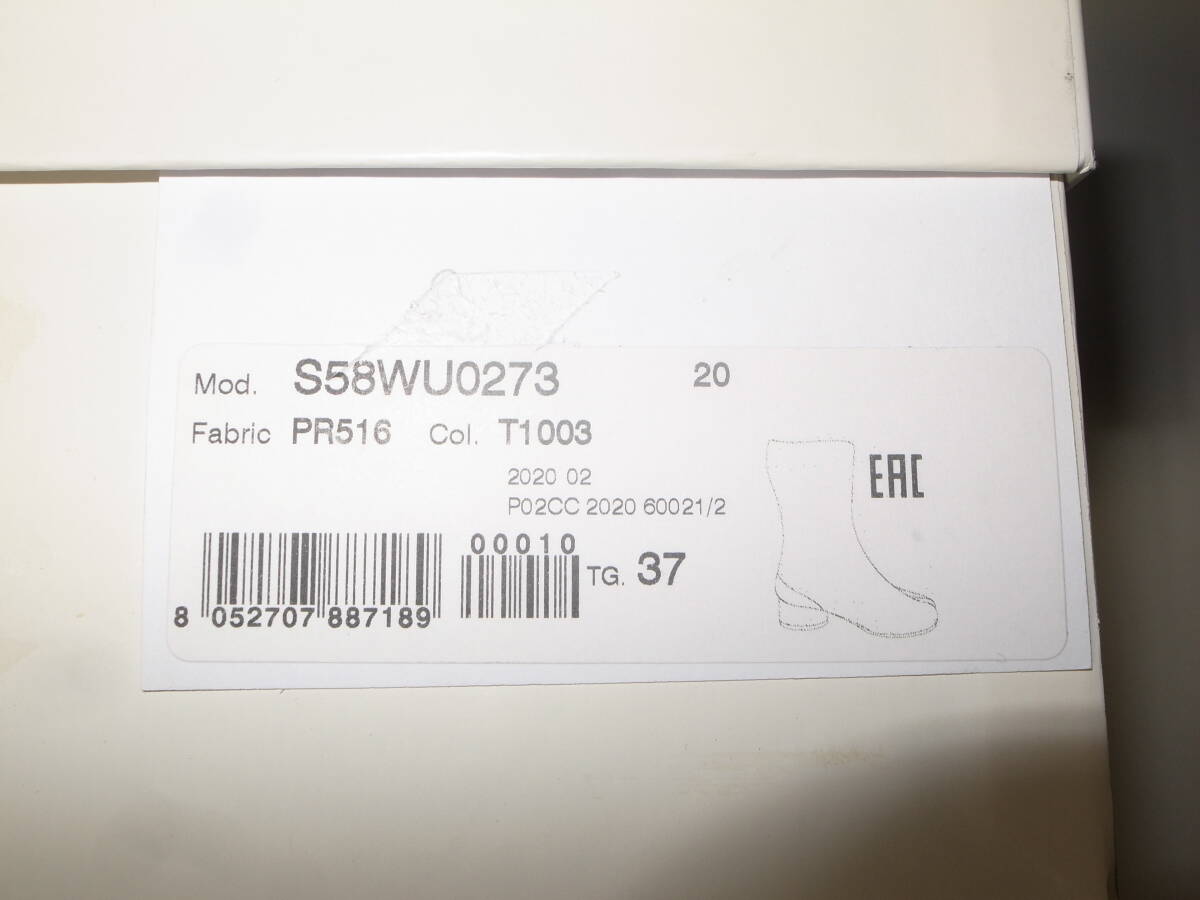 Mod. S58WU0273 20
Fabric PR516 Col. T1003
2020 02
P02CC 2020 60021/2
EAC
00010
TG. 37
8 052707 887189